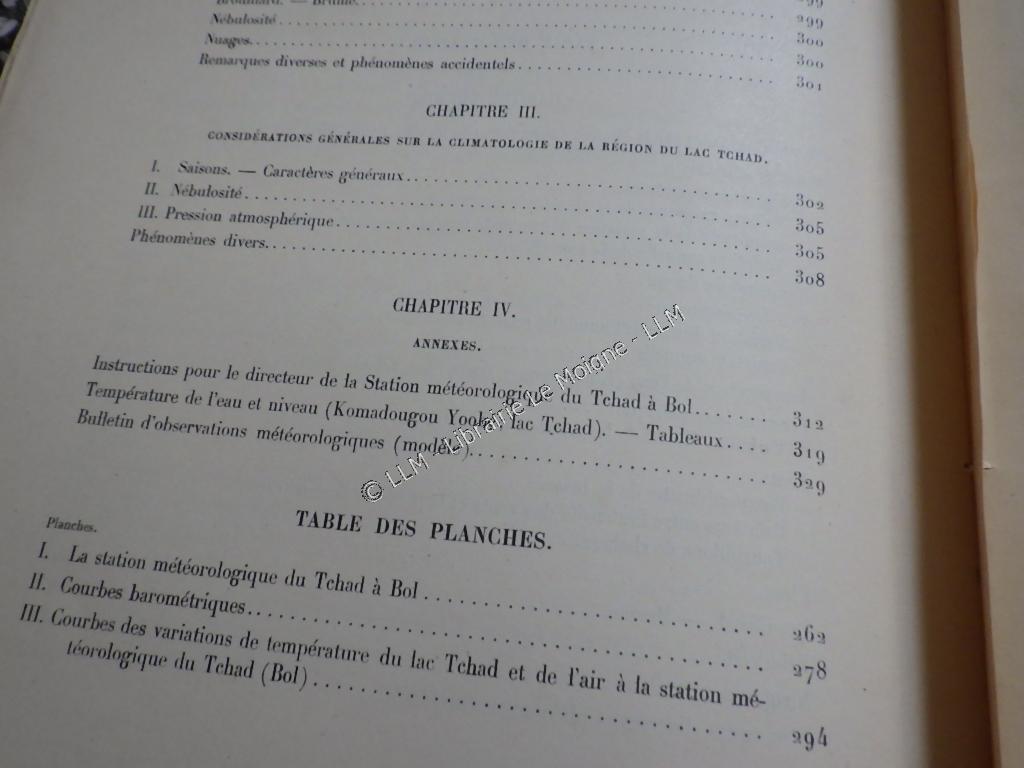 Brouillard. — Brume. 299
Nébulosité 299
Nuages. 300
Remarques diverses et phénomènes accidentels 300
301
CHAPITRE III.
CONSIDÉRATIONS GÉNÉRALES SUR LA CLIMATOLOGIE DE LA RÉGION DU LAC TCHAD.
I. Saisons. — Caractères généraux 302
II. Nébulosité 305
III. Pression atmosphérique 305
Phénomènes divers. 308
CHAPITRE IV.
ANNEXES.
Instructions pour le directeur de la Station météorologique du Tchad à Bol 312
Température de l'eau et niveau (Komadougou lac Tchad). — Tableaux 319
Bulletin d'observations météorologiques (modèle) 329
© LLM - Librairie Le Moigne - LLM
TABLE DES PLANCHES.
Planches.
I. La station météorologique du Tchad à Bol 262
II. Courbes barométriques 278
III. Courbes des variations de température du lac Tchad et de l'air à la station mé-
téorologique du Tchad (Bol) 294